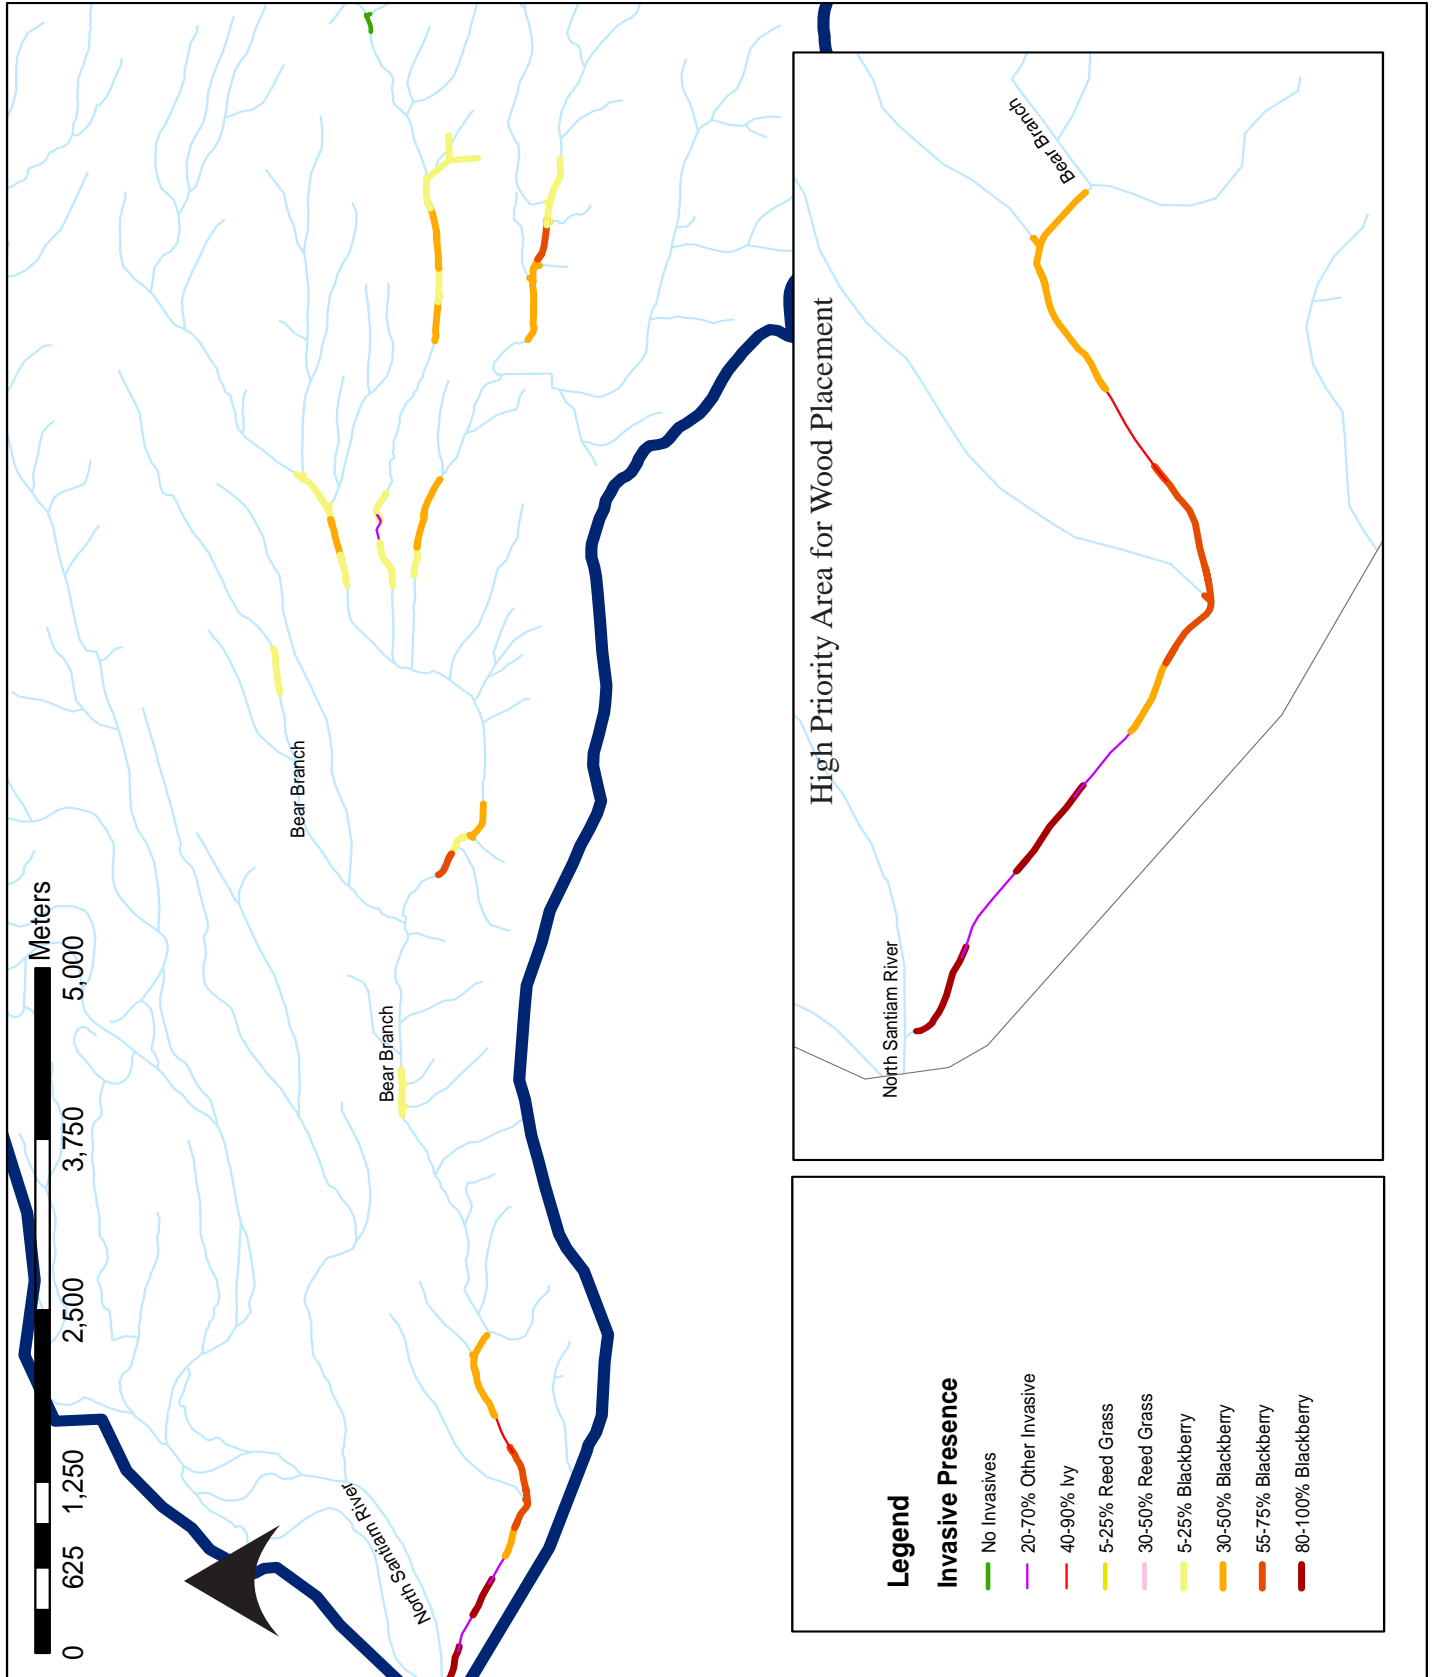 Meters
0 625 1,250 2,500 3,750 5,000
Bear Branch
Bear Branch
North Santiam River
High Priority Area for Wood Placement
North Santiam River
Bear Branch
Legend
Invasive Presence
No Invasives
20-70% Other Invasive
40-90% Ivy
5-25% Reed Grass
30-50% Reed Grass
5-25% Blackberry
30-50% Blackberry
55-75% Blackberry
80-100% Blackberry